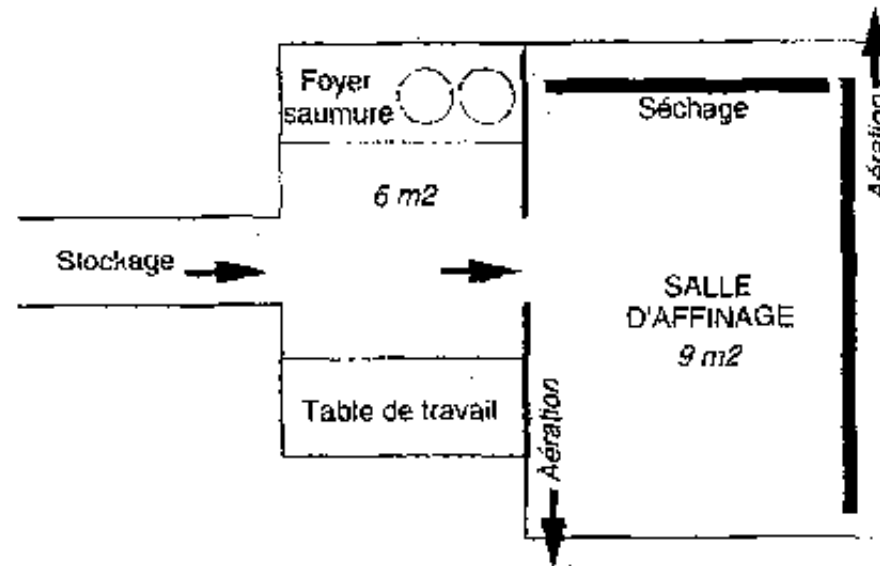 Foyer
saumure
Séchage
Aération
6 m2
Stockage
SALLE
D'AFFINAGE
9 m2
Table de travail
Aération